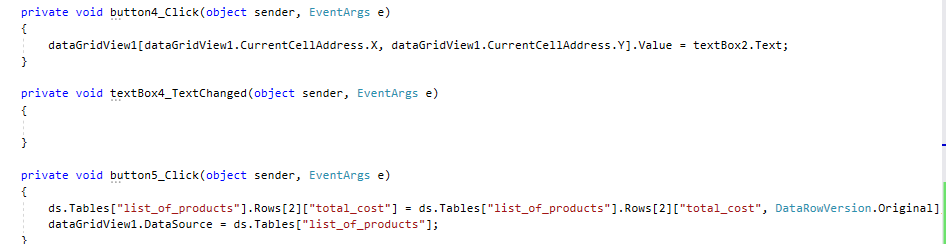 private void button4_Click(object sender, EventArgs e)
{
dataGridView1[dataGridView1.CurrentCellAddress.X, dataGridView1.CurrentCellAddress.Y].Value = textBox2.Text;
}
private void textBox4_TextChanged(object sender, EventArgs e)
{
}
private void button5_Click(object sender, EventArgs e)
{
ds.Tables["list_of_products"].Rows[2]["total_cost"] = ds.Tables["list_of_products"].Rows[2]["total_cost", DataRowVersion.Original]
dataGridView1.DataSource = ds.Tables["list_of_products"];
}